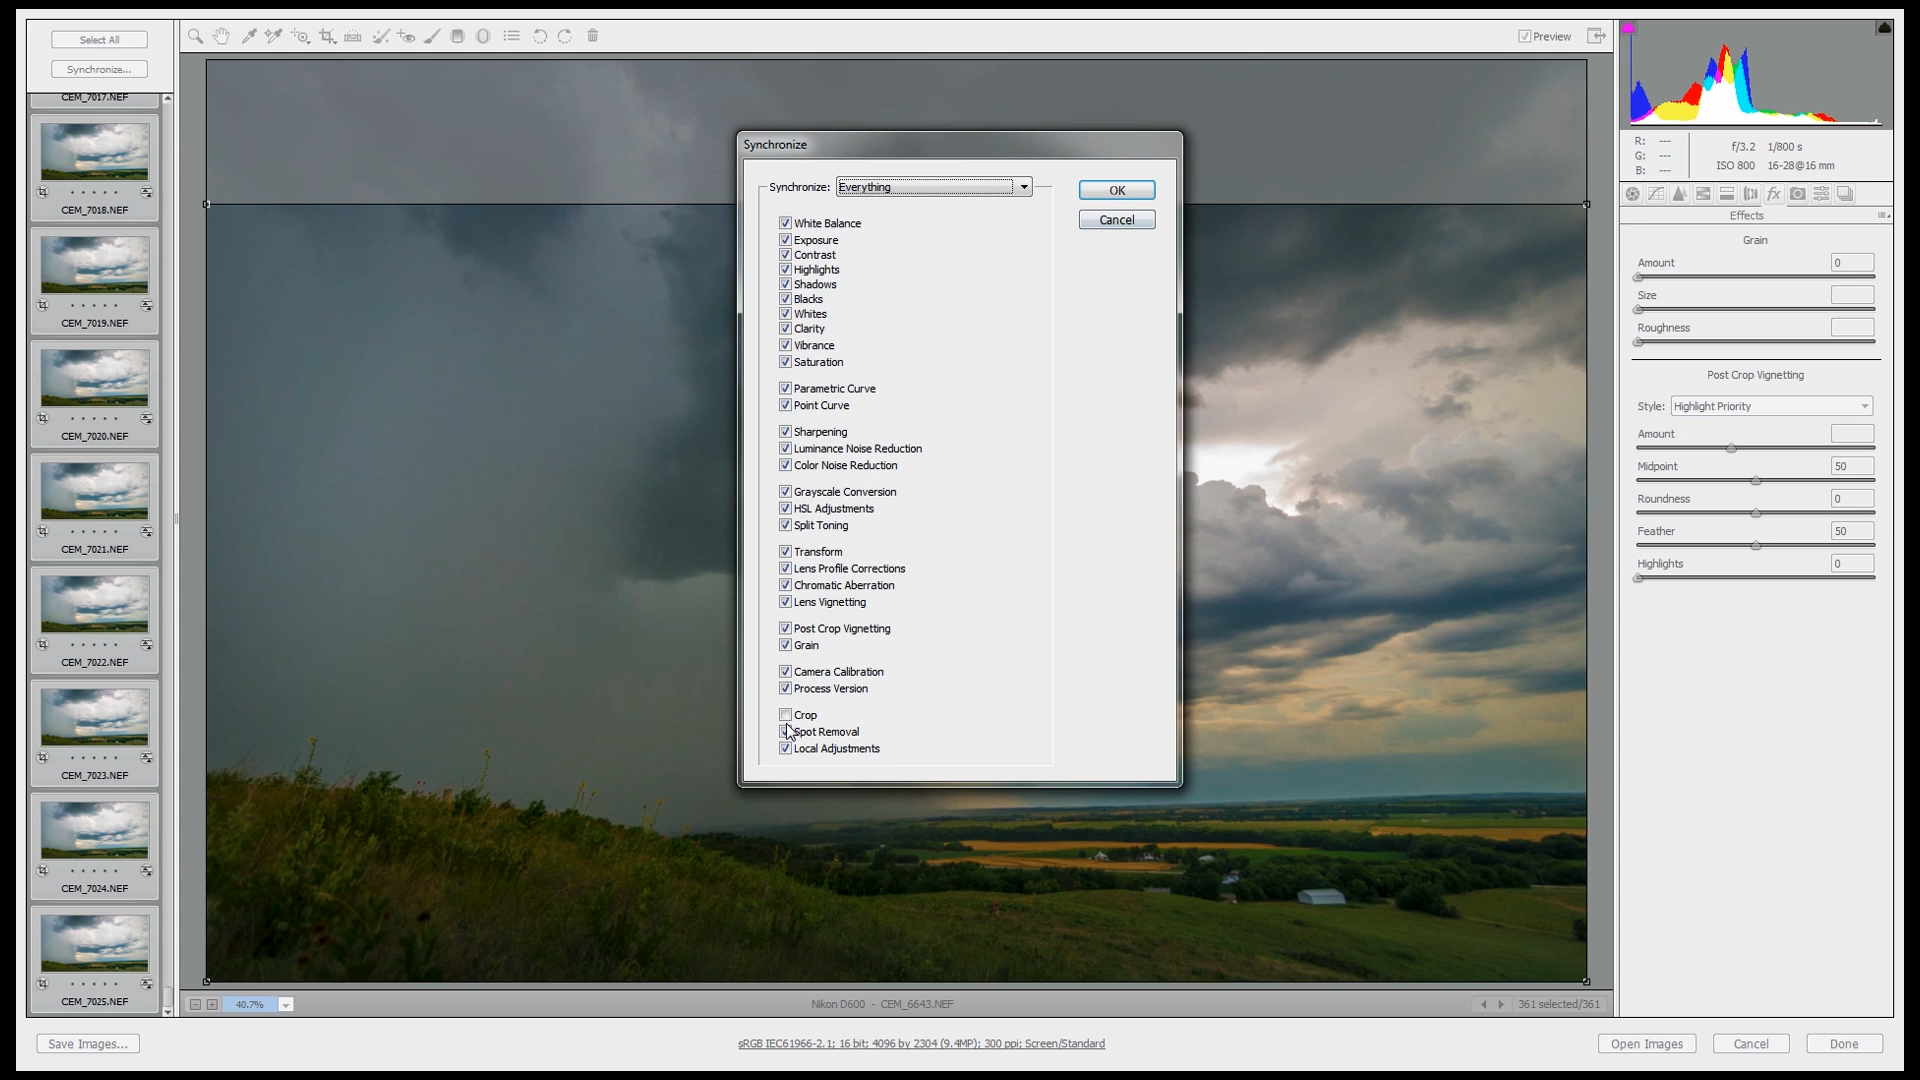 Select All
Synchronize...
CEM_7017.NEF
CEM_7018.NEF
CEM_7019.NEF
CEM_7020.NEF
CEM_7021.NEF
CEM_7022.NEF
CEM_7023.NEF
CEM_7024.NEF
CEM_7025.NEF
Preview
Synchronize
Synchronize: Everything
OK
Cancel
White Balance
Exposure
Contrast
Highlights
Shadows
Blacks
Whites
Clarity
Vibrance
Saturation
Parametric Curve
Point Curve
Sharpening
Luminance Noise Reduction
Color Noise Reduction
Grayscale Conversion
HSL Adjustments
Split Toning
Transform
Lens Profile Corrections
Chromatic Aberration
Lens Vignetting
Post Crop Vignetting
Grain
Camera Calibration
Process Version
Crop
Spot Removal
Local Adjustments
R: ---
G: ---
B: ---
f/3.2 1/800 s
ISO 800 16-28@16 mm
fx
Effects
Grain
Amount 0
Size
Roughness
Post Crop Vignetting
Style: Highlight Priority
Amount
Midpoint 50
Roundness 0
Feather 50
Highlights 0
40.7%
Nikon D600 - CEM_6643.NEF
361 selected/361
Save Images...
sRGB IEC61966-2.1; 16 bit; 4096 by 2304 (9.4MP); 300 ppi; Screen/Standard
Open Images
Cancel
Done